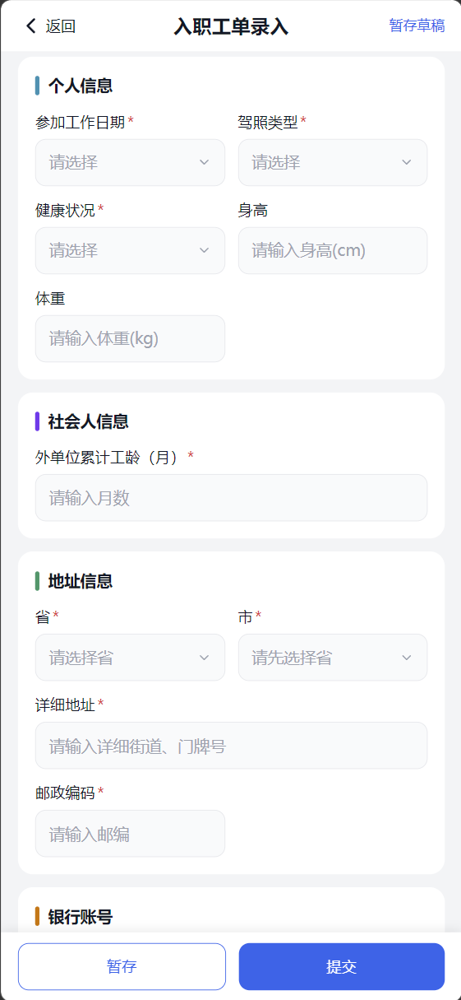 返回 入职工单录入 暂存草稿
个人信息
参加工作日期* 驾照类型*
请选择 请选择
健康状况* 身高
请选择 请输入身高(cm)
体重
请输入体重(kg)
社会人信息
外单位累计工龄（月）*
请输入月数
地址信息
省* 市*
请选择省 请先选择省
详细地址*
请输入详细街道、门牌号
邮政编码*
请输入邮编
银行账号
暂存 提交